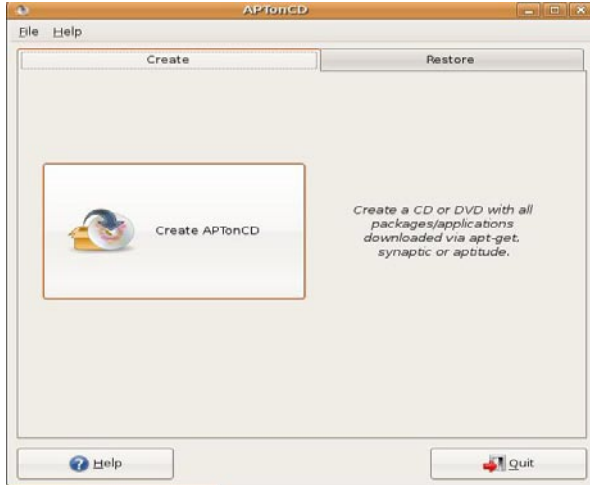 APTonCD
File Help
Create Restore
Create APTonCD
Create a CD or DVD with all
packages/applications
downloaded via apt-get.
synaptic or aptitude.
Help Quit